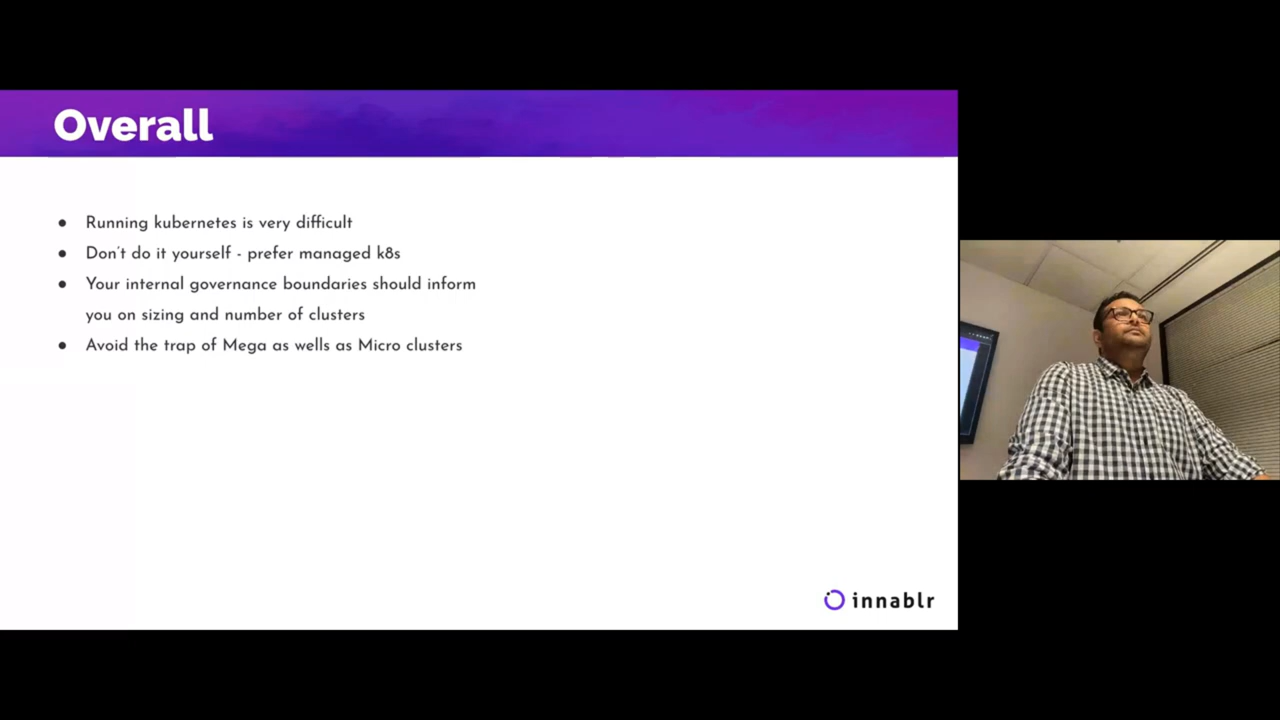 Overall
● Running kubernetes is very difficult
● Don't do it yourself - prefer managed k8s
● Your internal governance boundaries should inform
you on sizing and number of clusters
● Avoid the trap of Mega as wells as Micro clusters
innablr